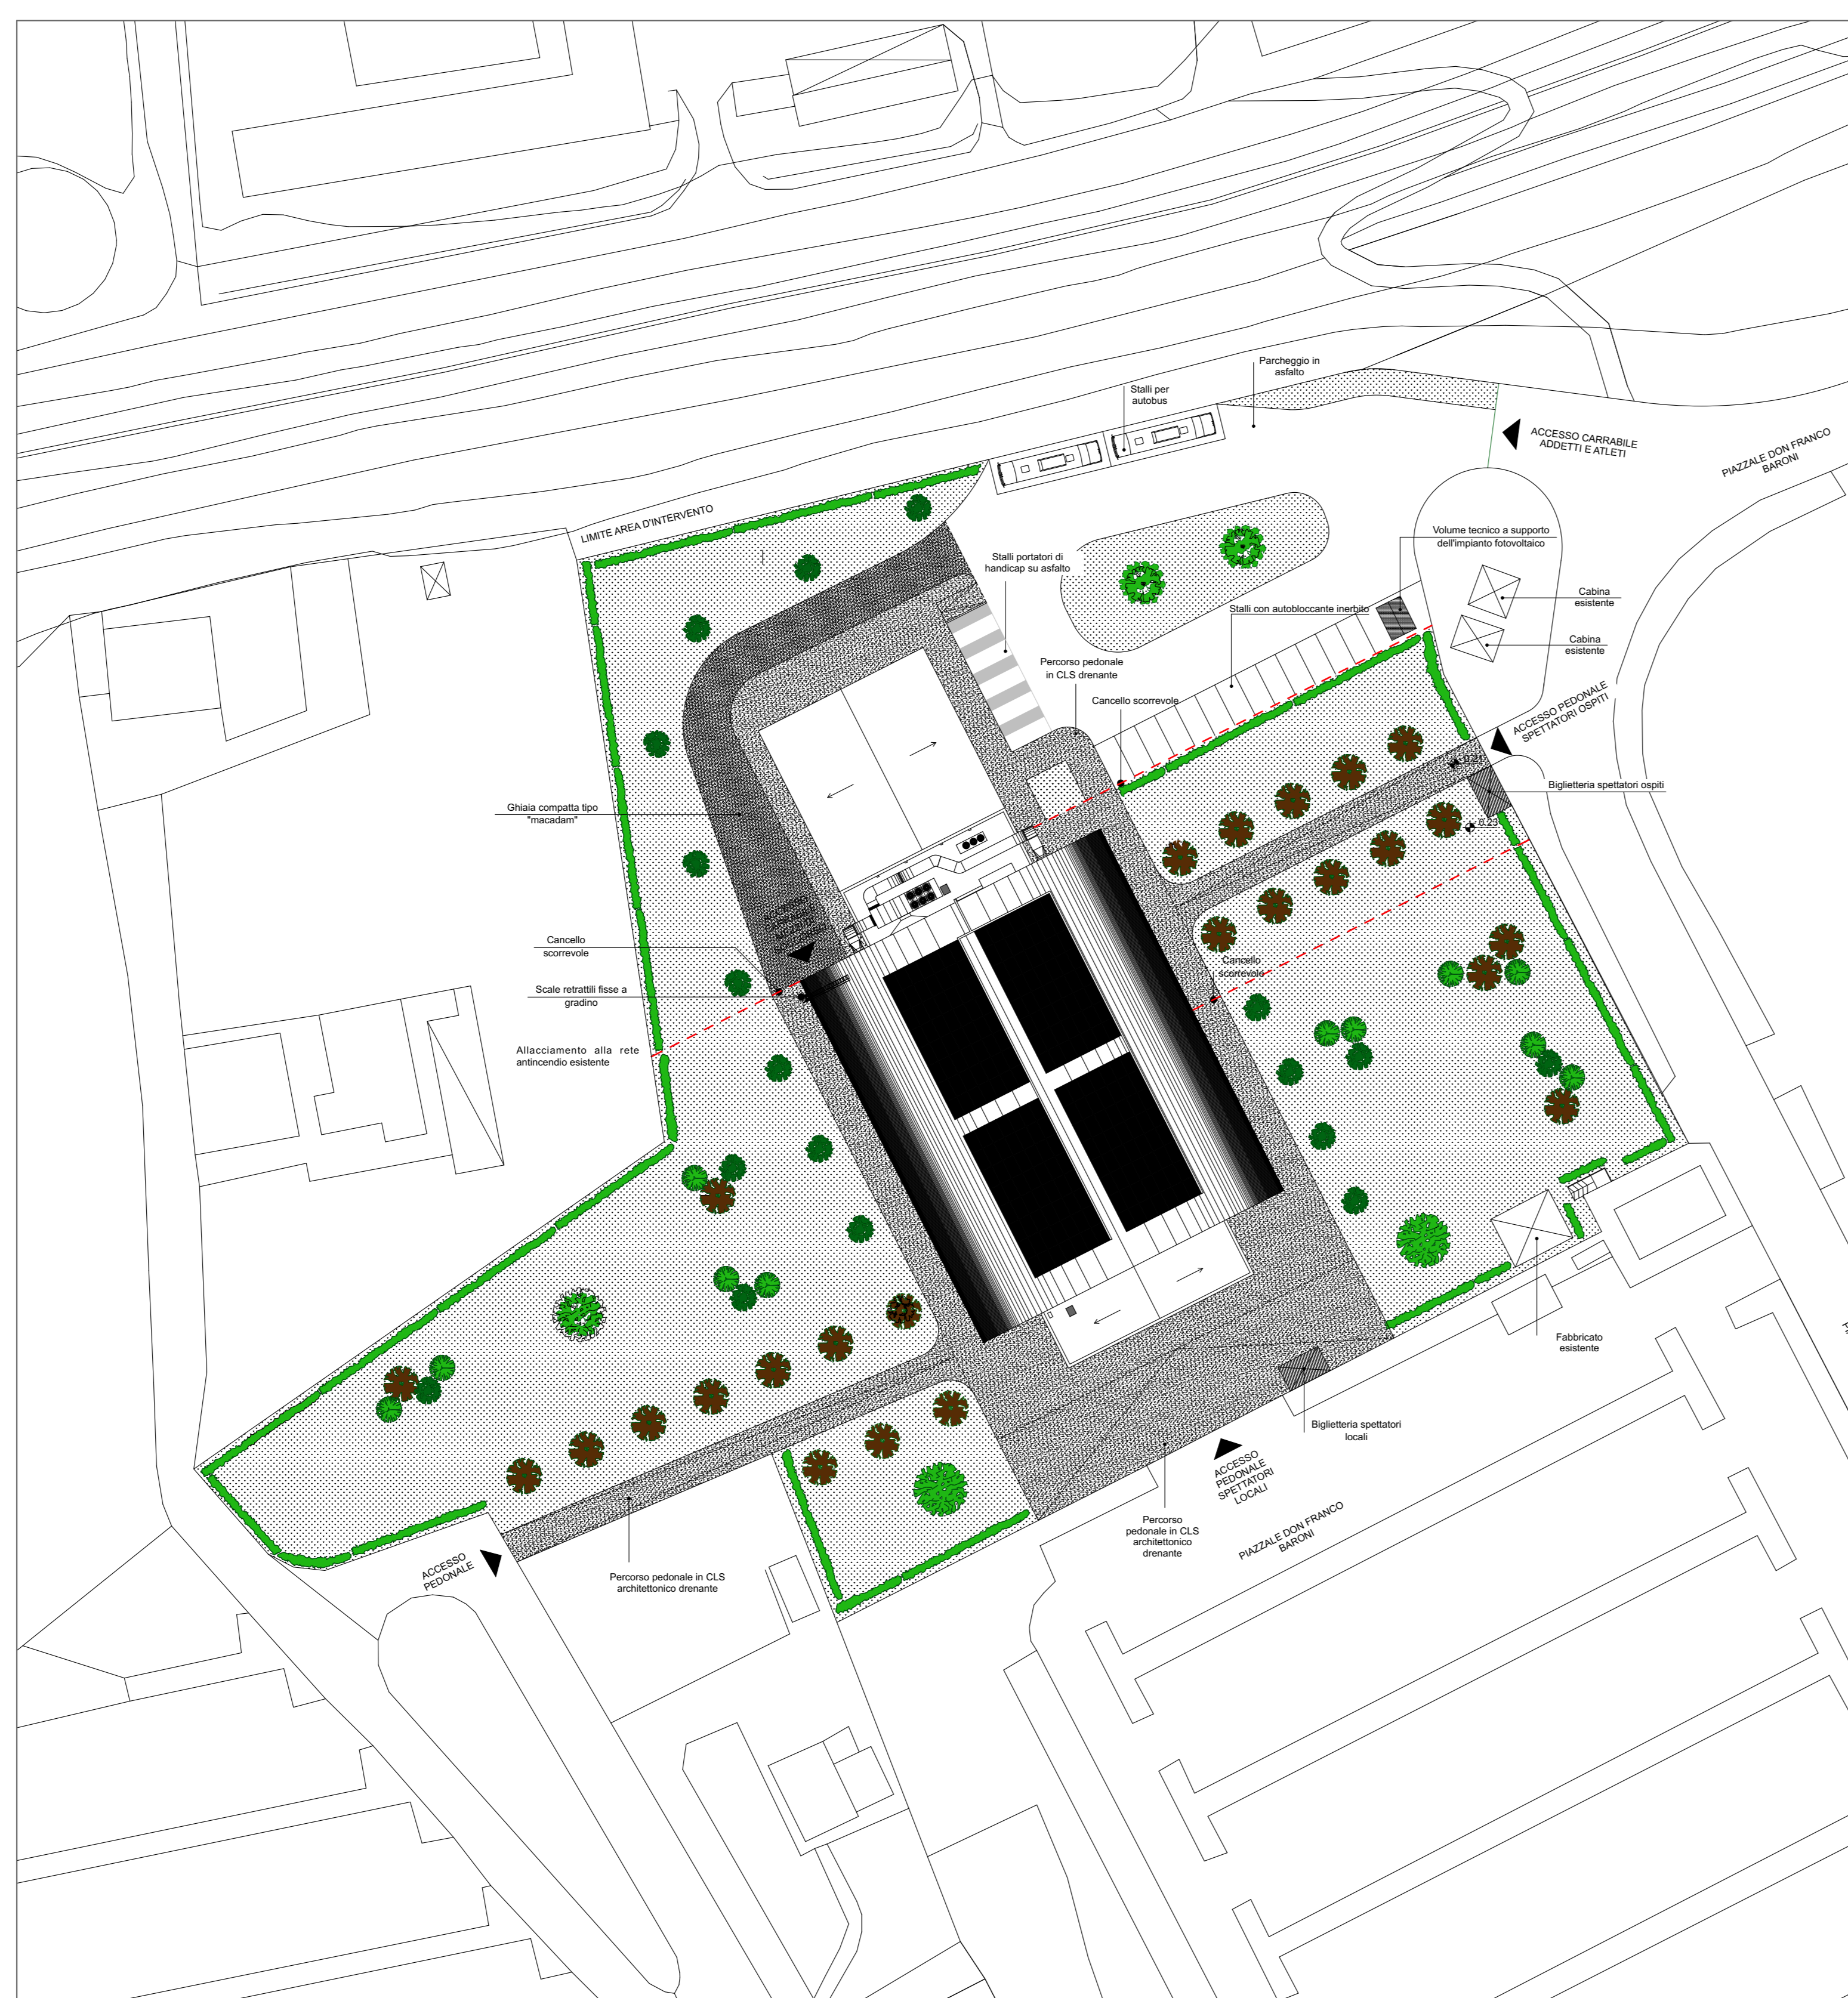 Parcheggio in
asfalto
Stalli per
autobus
ACCESSO CARRABILE
ADDETTI E ATLETI
PIAZZALE DON FRANCO
BARONI
LIMITE AREA D'INTERVENTO
Volume tecnico a supporto
dell'impianto fotovoltaico
Stalli portatori di
handicap su asfalto
Cabina
esistente
Stalli con autobloccante inerbito
Cabina
esistente
Percorso pedonale
in CLS drenante
Cancello scorrevole
ACCESSO PEDONALE
SPETTATORI OSPITI
Biglietteria spettatori ospiti
Ghiaia compatta tipo
"macadam"
ACCESSO
CARRABILE
MEZZI DI
SOCCORSO
Cancello
scorrevole
Cancello
scorrevole
Scale retrattili fisse a
gradino
Allacciamento alla rete
antincendio esistente
Fabbricato
esistente
Biglietteria spettatori
locali
ACCESSO
PEDONALE
SPETTATORI
LOCALI
Percorso
pedonale in CLS
architettonico
drenante
PIAZZALE DON FRANCO
BARONI
ACCESSO
PEDONALE
Percorso pedonale in CLS
architettonico drenante